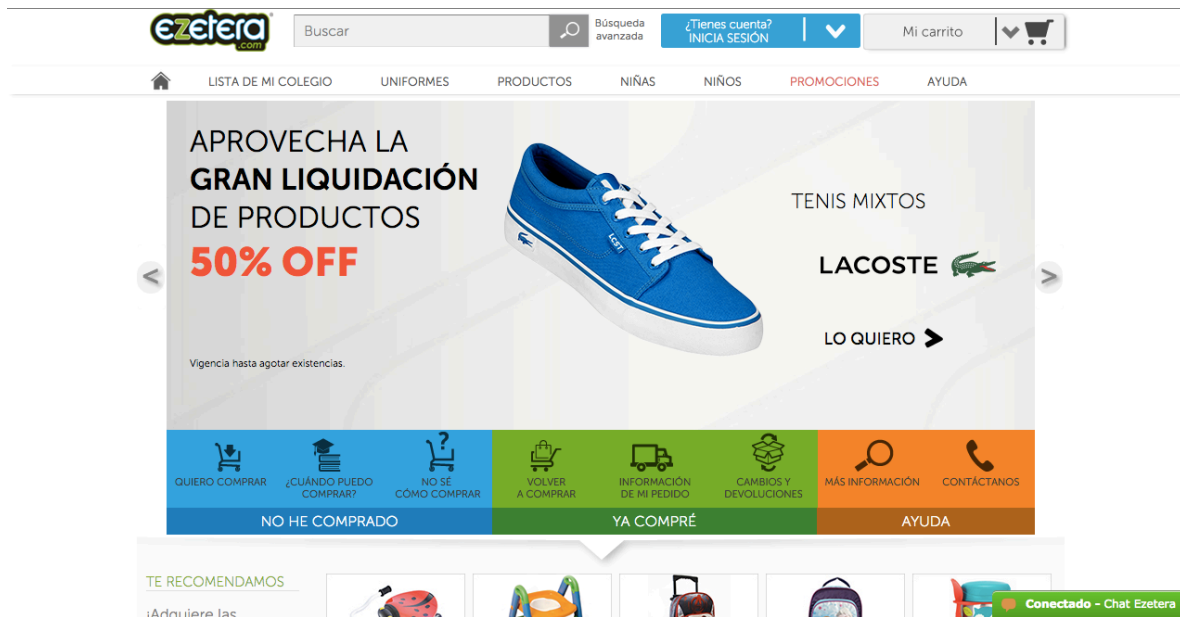 ezetera®
.com
Buscar
Búsqueda
avanzada
¿Tienes cuenta?
INICIA SESIÓN
Mi carrito
LISTA DE MI COLEGIO
UNIFORMES
PRODUCTOS
NIÑAS
NIÑOS
PROMOCIONES
AYUDA
APROVECHA LA
GRAN LIQUIDACIÓN
DE PRODUCTOS
50% OFF
Vigencia hasta agotar existencias.
LCST
TENIS MIXTOS
LACOSTE
LO QUIERO >
<
>
QUIERO COMPRAR
¿CUÁNDO PUEDO
COMPRAR?
NO SÉ
CÓMO COMPRAR
VOLVER
A COMPRAR
INFORMACIÓN
DE MI PEDIDO
CAMBIOS Y
DEVOLUCIONES
MÁS INFORMACIÓN
CONTÁCTANOS
NO HE COMPRADO
YA COMPRÉ
AYUDA
TE RECOMENDAMOS
¡Adquiere las
Conectado - Chat Ezetera